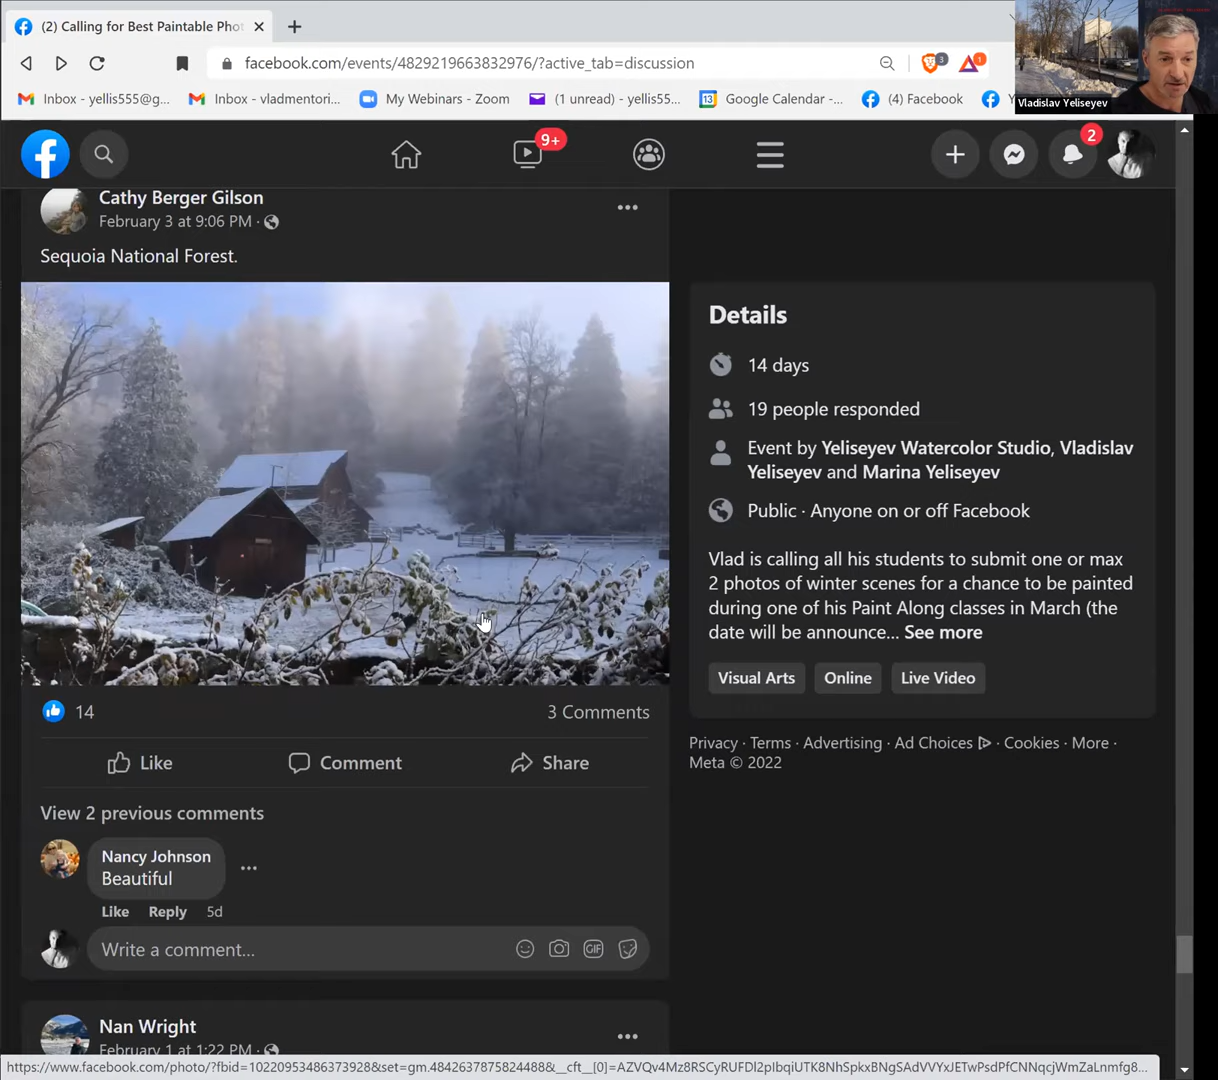 (2) Calling for Best Paintable Phot
facebook.com/events/4829219663832976/?active_tab=discussion
3
1
Vladislav Yeliseyev
Inbox - yellis555@g...
Inbox - vladmentori...
My Webinars - Zoom
(1 unread) - yellis55...
13
Google Calendar -...
(4) Facebook
9+
2
Cathy Berger Gilson
February 3 at 9:06 PM ·
Sequoia National Forest.
14
3 Comments
Like
Comment
Share
View 2 previous comments
Nancy Johnson
Beautiful
Like Reply 5d
Write a comment...
GIF
Nan Wright
February 1 at 1:22 PM ·
Details
14 days
19 people responded
Event by Yeliseyev Watercolor Studio, Vladislav
Yeliseyev and Marina Yeliseyev
Public · Anyone on or off Facebook
Vlad is calling all his students to submit one or max
2 photos of winter scenes for a chance to be painted
during one of his Paint Along classes in March (the
date will be announce... See more
Visual Arts
Online
Live Video
Privacy · Terms · Advertising · Ad Choices · Cookies · More ·
Meta © 2022